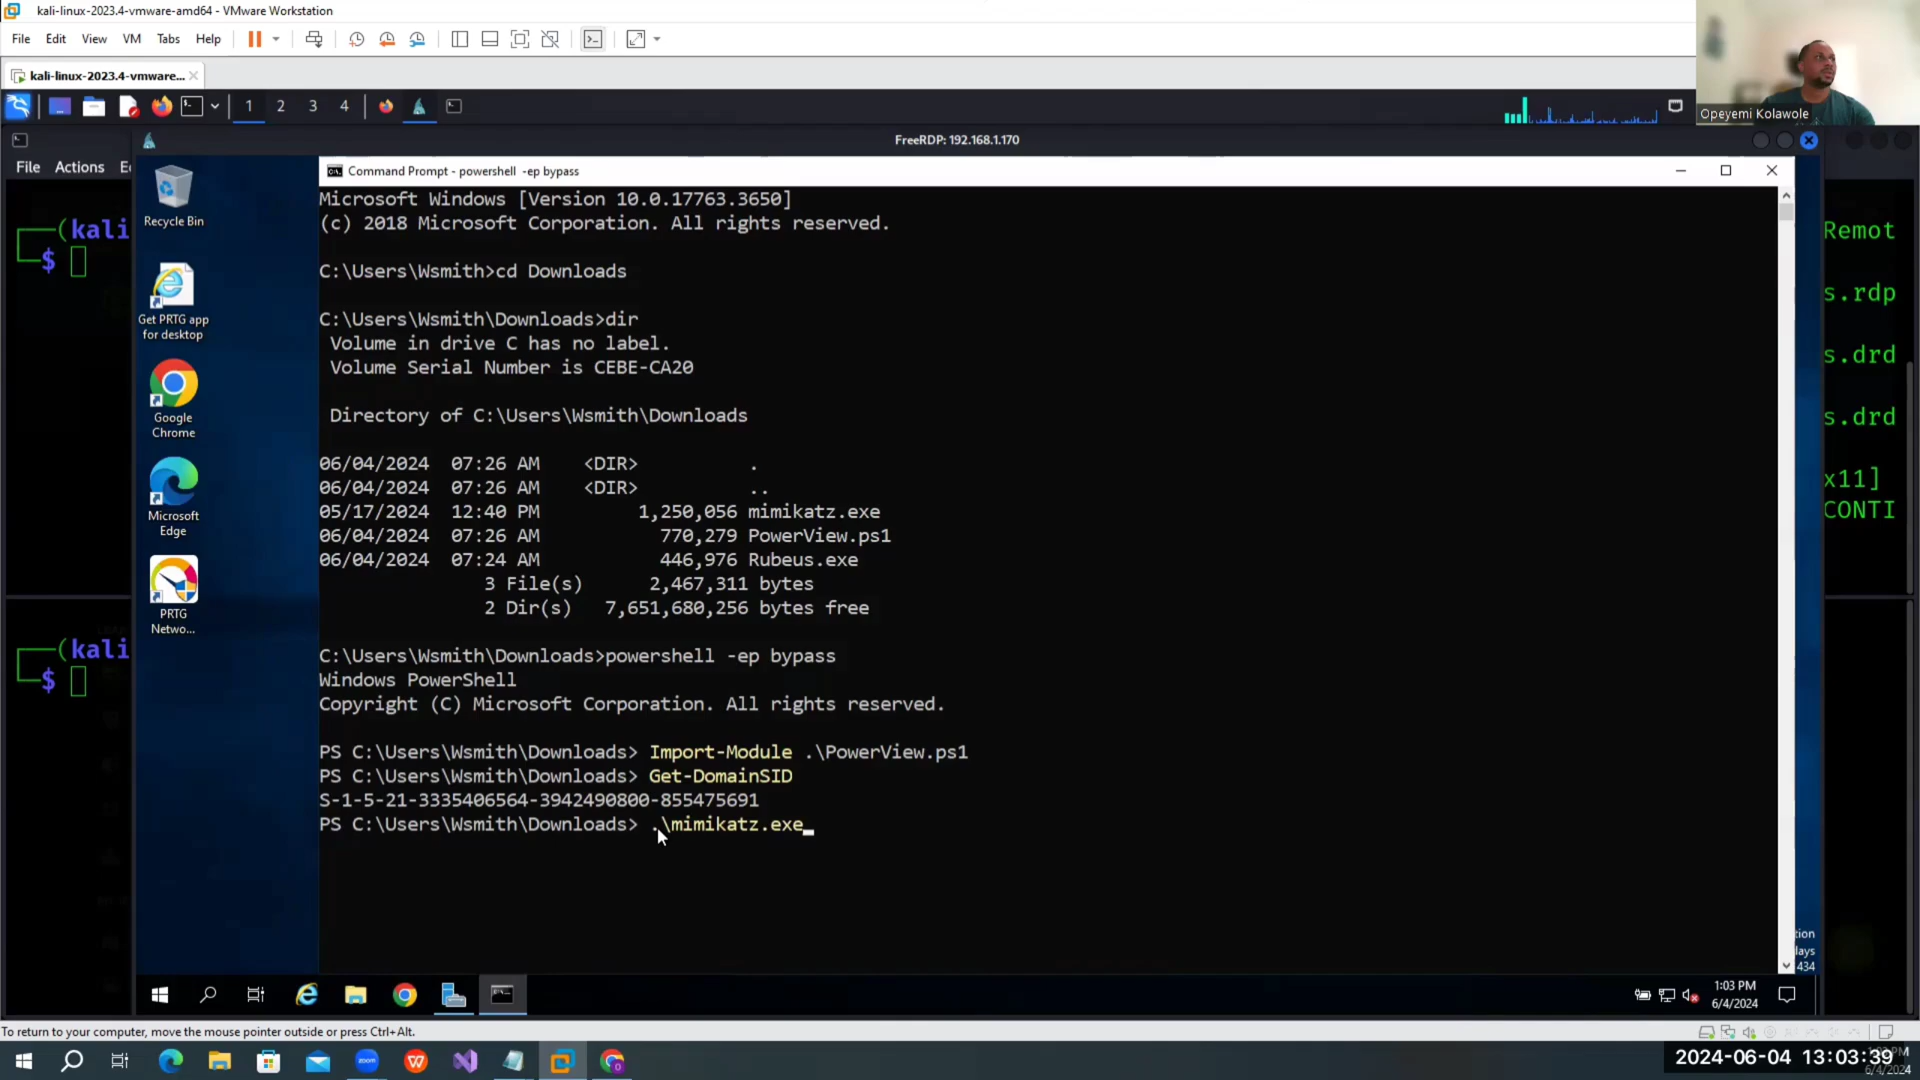 kali-linux-2023.4-vmware-amd64 - VMware Workstation
File Edit View VM Tabs Help
kali-linux-2023.4-vmware...
1 2 3 4
Opeyemi Kolawole
FreeRDP: 192.168.1.170
File Actions
Command Prompt - powershell -ep bypass
Microsoft Windows [Version 10.0.17763.3650]
(c) 2018 Microsoft Corporation. All rights reserved.
C:\Users\Wsmith>cd Downloads
C:\Users\Wsmith\Downloads>dir
Volume in drive C has no label.
Volume Serial Number is CEBE-CA20
Directory of C:\Users\Wsmith\Downloads
06/04/2024 07:26 AM <DIR> .
06/04/2024 07:26 AM <DIR> ..
05/17/2024 12:40 PM 1,250,056 mimikatz.exe
06/04/2024 07:26 AM 770,279 PowerView.ps1
06/04/2024 07:24 AM 446,976 Rubeus.exe
3 File(s) 2,467,311 bytes
2 Dir(s) 7,651,680,256 bytes free
C:\Users\Wsmith\Downloads>powershell -ep bypass
Windows PowerShell
Copyright (C) Microsoft Corporation. All rights reserved.
PS C:\Users\Wsmith\Downloads> Import-Module .\PowerView.ps1
PS C:\Users\Wsmith\Downloads> Get-DomainSID
S-1-5-21-3335406564-3942490800-855475691
PS C:\Users\Wsmith\Downloads> .\mimikatz.exe
Recycle Bin
Get PRTG app
for desktop
Google
Chrome
Microsoft
Edge
PRTG
Netwo...
(kali
$
(kali
$
Remot
s.rdp
s.drd
s.drd
x11]
CONTI
tion
lays
434
1:03 PM
6/4/2024
To return to your computer, move the mouse pointer outside or press Ctrl+Alt.
zoom
2024-06-04 13:03:39
6/4/2024